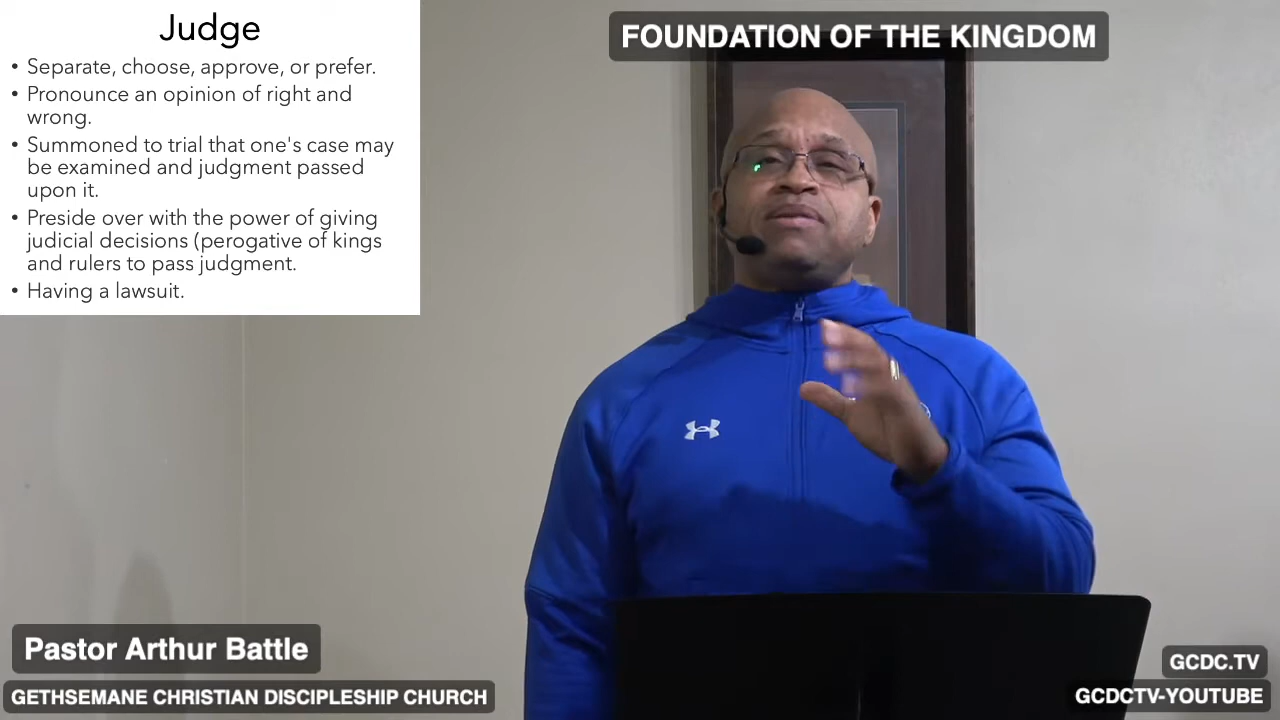 Judge
• Separate, choose, approve, or prefer.
• Pronounce an opinion of right and
wrong.
• Summoned to trial that one's case may
be examined and judgment passed
upon it.
• Preside over with the power of giving
judicial decisions (perogative of kings
and rulers to pass judgment.
• Having a lawsuit.
FOUNDATION OF THE KINGDOM
Pastor Arthur Battle
GETHSEMANE CHRISTIAN DISCIPLESHIP CHURCH
GCDC.TV
GCDCTV-YOUTUBE